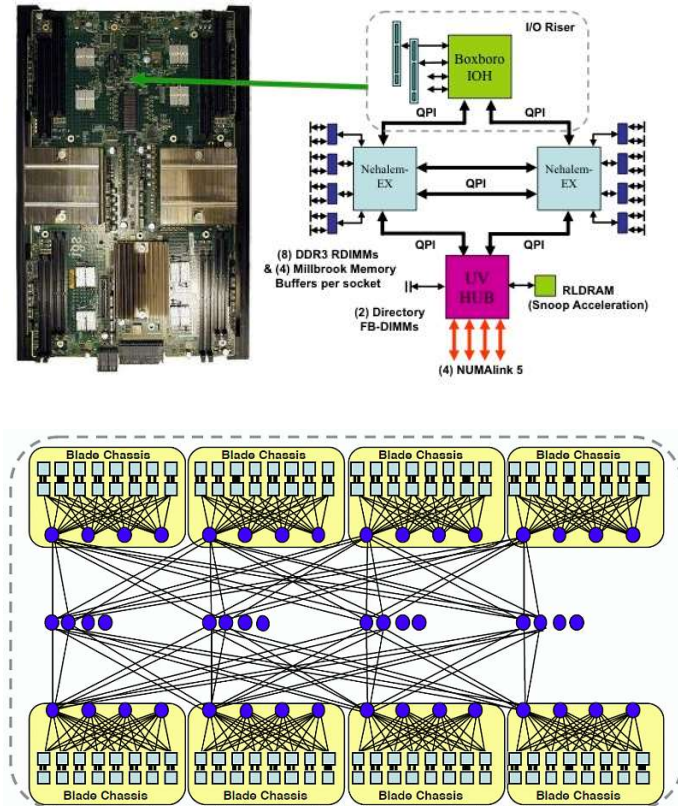 I/O Riser
Boxboro
IOH
QPI
QPI
Nehalem-
EX
QPI
Nehalem-
EX
QPI
QPI
(8) DDR3 RDIMMs
& (4) Millbrook Memory
Buffers per socket
UV
HUB
RLDRAM
(Snoop Acceleration)
(2) Directory
FB-DIMMs
(4) NUMAlink 5
Blade Chassis
Blade Chassis
Blade Chassis
Blade Chassis
Blade Chassis
Blade Chassis
Blade Chassis
Blade Chassis